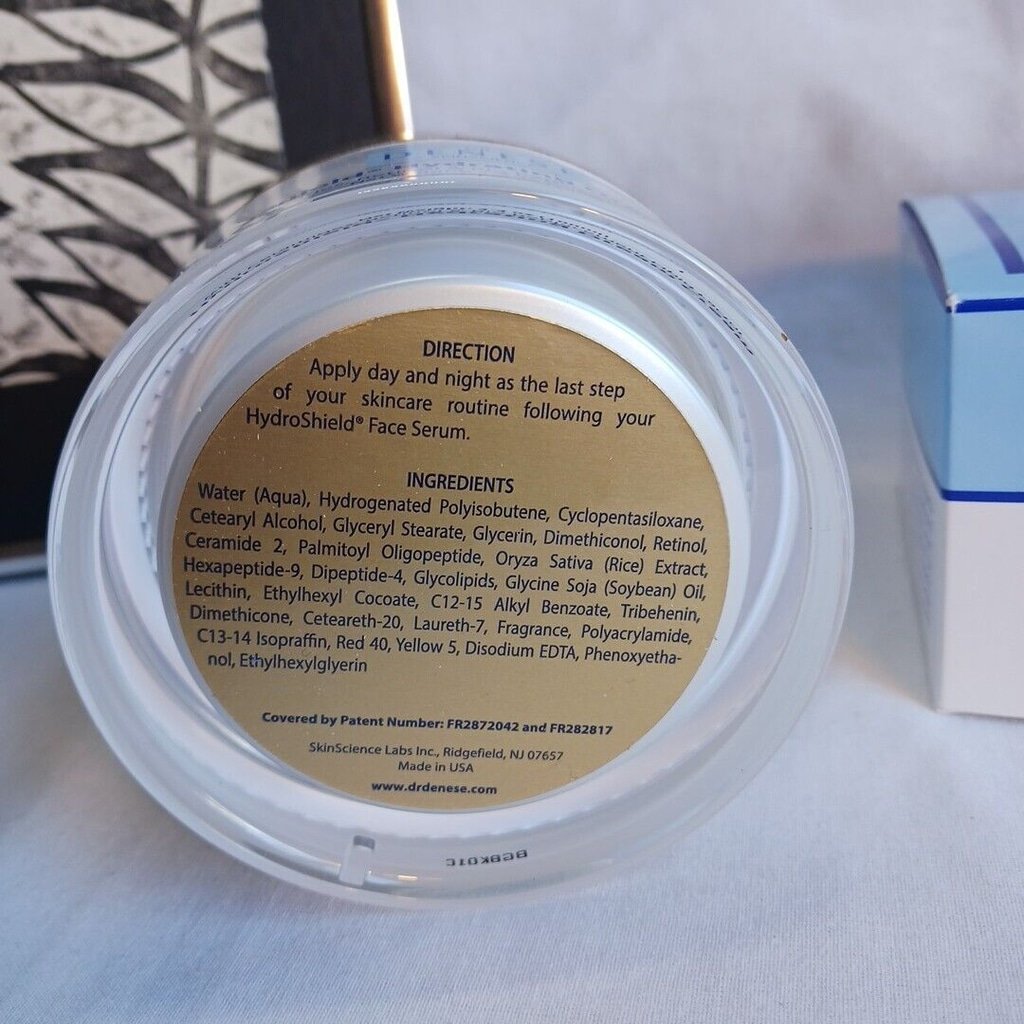 DIRECTION
Apply day and night as the last step
of your skincare routine following your
HydroShield® Face Serum.
INGREDIENTS
Water (Aqua), Hydrogenated Polyisobutene, Cyclopentasiloxane,
Cetearyl Alcohol, Glyceryl Stearate, Glycerin, Dimethiconol, Retinol,
Ceramide 2, Palmitoyl Oligopeptide, Oryza Sativa (Rice) Extract,
Hexapeptide-9, Dipeptide-4, Glycolipids, Glycine Soja (Soybean) Oil,
Lecithin, Ethylhexyl Cocoate, C12-15 Alkyl Benzoate, Tribehenin,
Dimethicone, Ceteareth-20, Laureth-7, Fragrance, Polyacrylamide,
C13-14 Isopraffin, Red 40, Yellow 5, Disodium EDTA, Phenoxyetha-
nol, Ethylhexylglyerin
Covered by Patent Number: FR2872042 and FR282817
SkinScience Labs Inc., Ridgefield, NJ 07657
Made in USA
www.drdenese.com